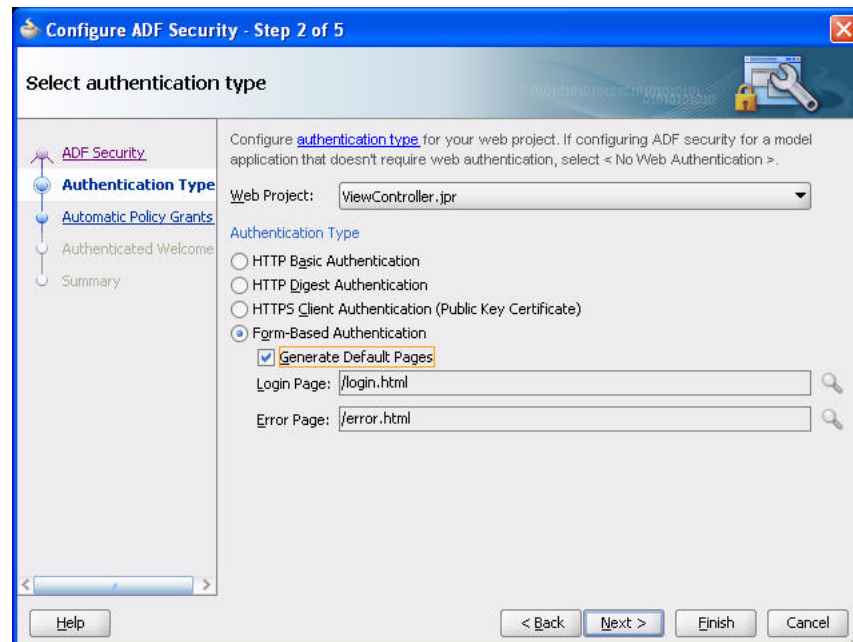 Configure ADF Security - Step 2 of 5
Select authentication type
ADF Security
Authentication Type
Automatic Policy Grants
Authenticated Welcome
Summary
Configure authentication type for your web project. If configuring ADF security for a model
application that doesn't require web authentication, select < No Web Authentication >.
Web Project: ViewController.jpr
Authentication Type
HTTP Basic Authentication
HTTP Digest Authentication
HTTPS Client Authentication (Public Key Certificate)
Form-Based Authentication
Generate Default Pages
Login Page: /login.html
Error Page: /error.html
Help
< Back
Next >
Finish
Cancel